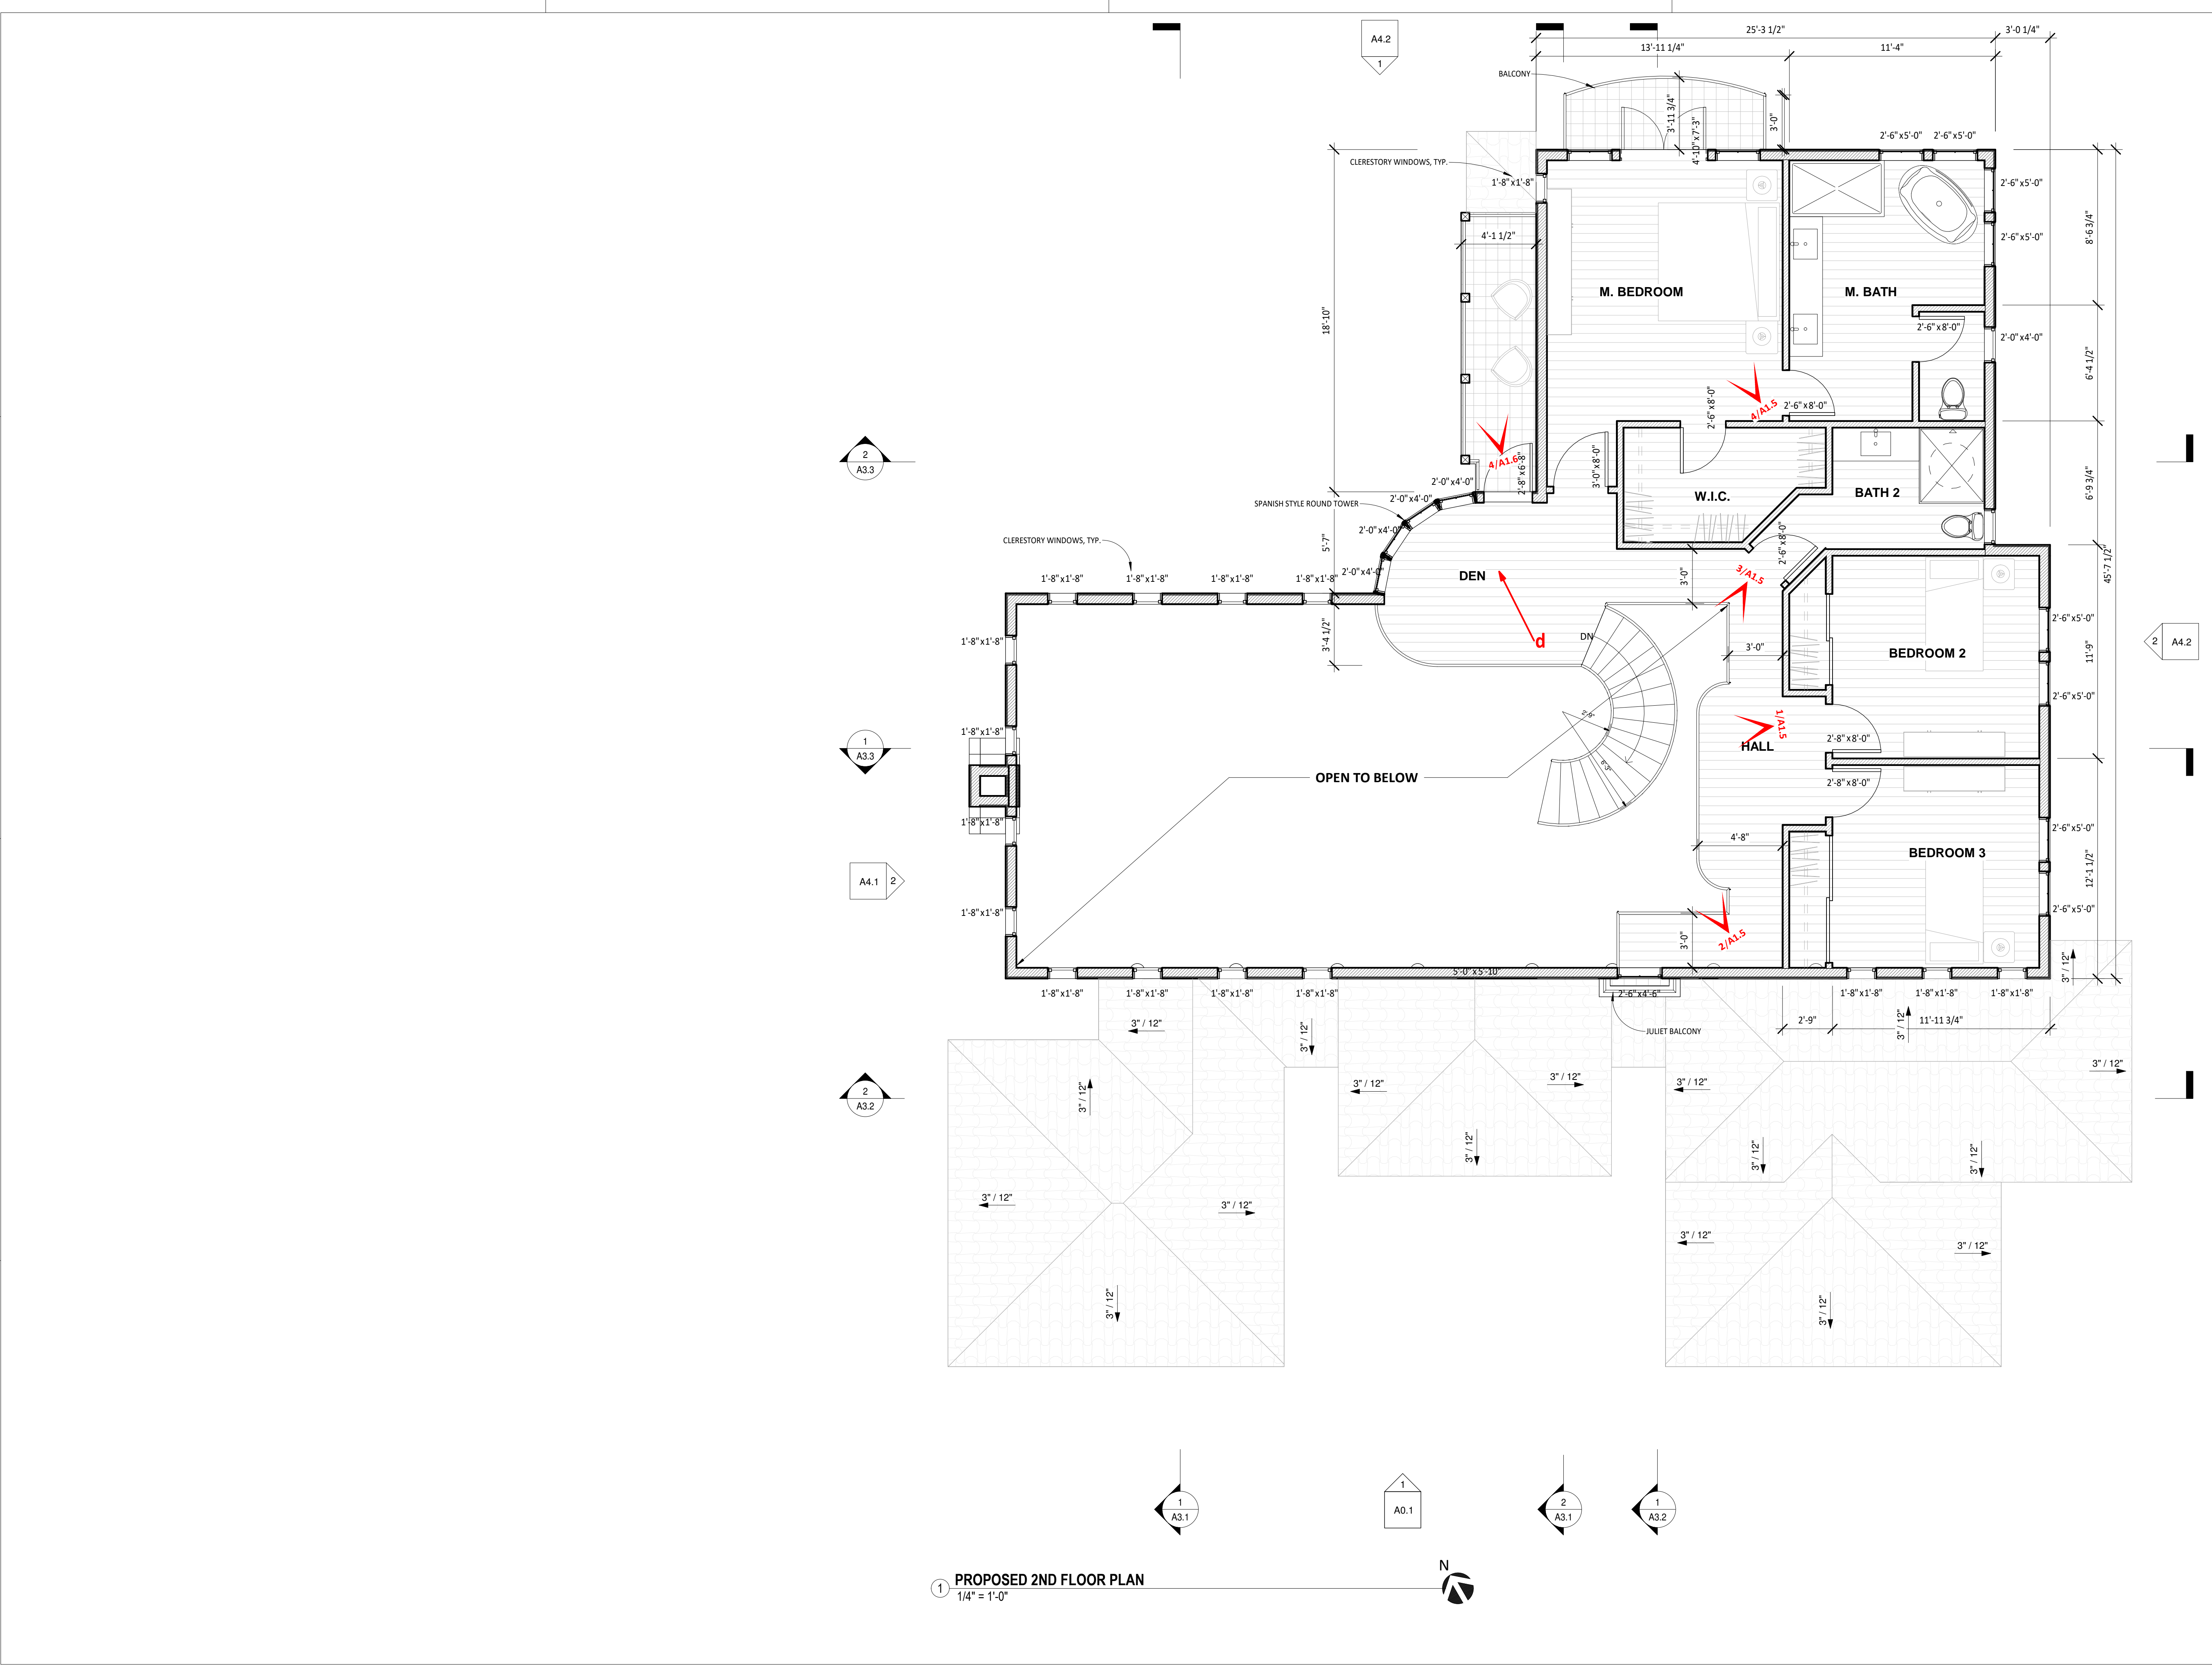 25'-3 1/2"
3'-0 1/4"
13'-11 1/4"
11'-4"
A4.2
1
BALCONY
3'-11 3/4"
4'-10" x 7'-3"
3'-0"
2'-6" x 5'-0"
2'-6" x 5'-0"
CLERESTORY WINDOWS, TYP.
1'-8" x 1'-8"
2'-6" x 5'-0"
4'-1 1/2"
2'-6" x 5'-0"
8'-6 3/4"
M. BEDROOM
M. BATH
18'-10"
2'-6" x 8'-0"
2'-0" x 4'-0"
6'-4 1/2"
2'-6" x 8'-0"
4/A1.5
2'-6" x 8'-0"
2
A3.3
4/A1.6
2'-8" x 6'-8"
3'-0" x 8'-0"
2'-0" x 4'-0"
2'-0" x 4'-0"
W.I.C.
BATH 2
6'-9 3/4"
SPANISH STYLE ROUND TOWER
2'-0" x 4'-0"
CLERESTORY WINDOWS, TYP.
5'-7"
2'-6" x 8'-0"
45'-7 1/2"
1'-8" x 1'-8"
1'-8" x 1'-8"
1'-8" x 1'-8"
1'-8" x 1'-8"
2'-0" x 4'-0"
DEN
3'-0"
3/A1.5
2'-6" x 5'-0"
1'-8" x 1'-8"
3'-4 1/2"
d
DN
3'-0"
BEDROOM 2
11'-9"
2
A4.2
2'-6" x 5'-0"
2'-9"
1/A1.5
1'-8" x 1'-8"
2'-8" x 8'-0"
HALL
1
A3.3
6'-3"
OPEN TO BELOW
2'-8" x 8'-0"
1'-8" x 1'-8"
2'-6" x 5'-0"
4'-8"
BEDROOM 3
12'-1 1/2"
A4.1
2
1'-8" x 1'-8"
2'-6" x 5'-0"
2/A1.5
3'-0"
5'-0" x 5'-10"
3" / 12"
1'-8" x 1'-8"
1'-8" x 1'-8"
1'-8" x 1'-8"
1'-8" x 1'-8"
2'-6" x 4'-6"
1'-8" x 1'-8"
1'-8" x 1'-8"
1'-8" x 1'-8"
3" / 12"
3" / 12"
JULIET BALCONY
2'-9"
3" / 12"
11'-11 3/4"
3" / 12"
3" / 12"
3" / 12"
3" / 12"
3" / 12"
2
A3.2
3" / 12"
3" / 12"
3" / 12"
3" / 12"
3" / 12"
3" / 12"
3" / 12"
3" / 12"
3" / 12"
3" / 12"
1
A3.1
1
A0.1
2
A3.1
1
A3.2
N
1
PROPOSED 2ND FLOOR PLAN
1/4" = 1'-0"